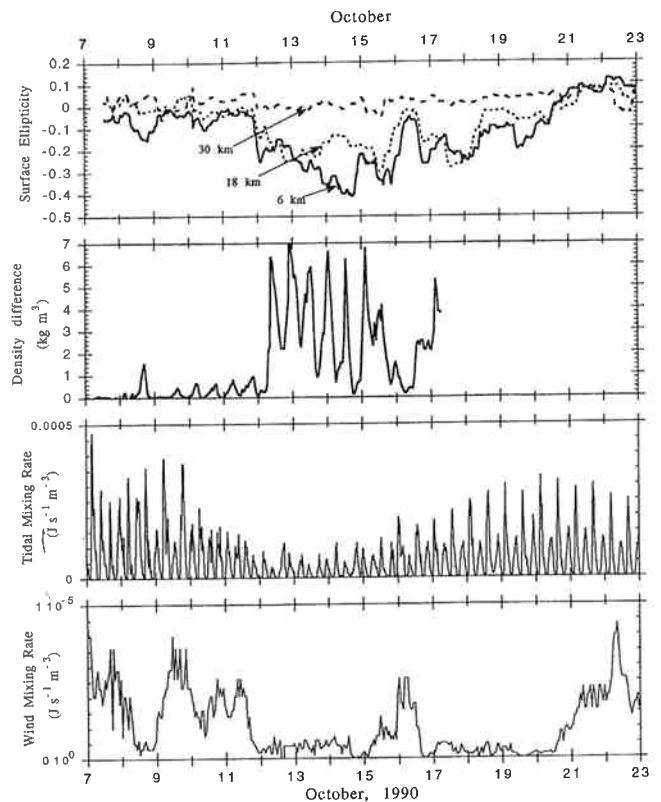 October
7 9 11 13 15 17 19 21 23
0.2
0.1
0
-0.1
-0.2
-0.3
-0.4
-0.5
Surface Ellipticity
30 km
18 km
6 km
7
6
5
4
3
2
1
0
Density difference
(kg m³)
0.0005
0
Tidal Mixing Rate
(J s⁻¹ m⁻³)
1 10⁻⁵
0 10⁰
Wind Mixing Rate
(J s⁻¹ m⁻³)
7 9 11 13 15 17 19 21 23
October, 1990